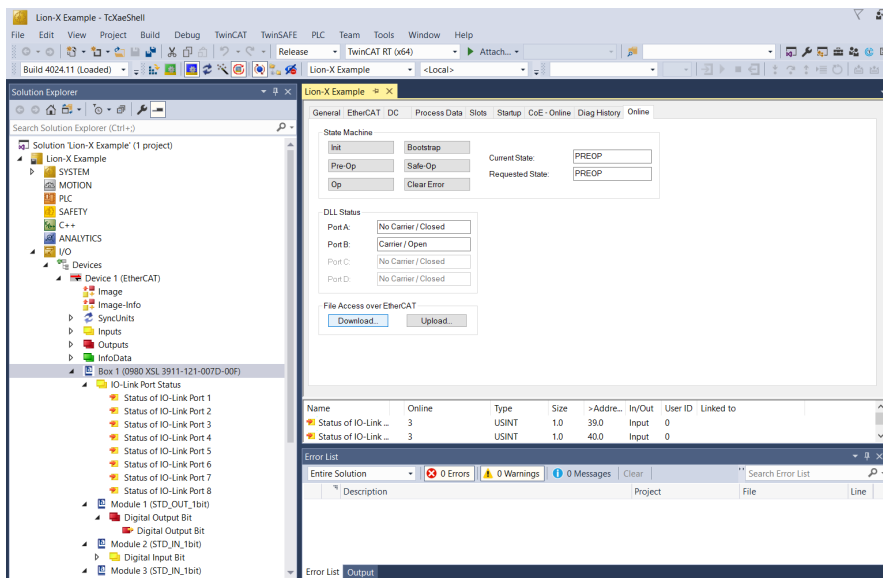 Lion-X Example - TcXaeShell
File Edit View Project Build Debug TwinCAT TwinSAFE PLC Team Tools Window Help
Release TwinCAT RT (x64) Attach...
Build 4024.11 (Loaded) Lion-X Example <Local>
Solution Explorer
Search Solution Explorer (Ctrl+;)
Solution 'Lion-X Example' (1 project)
Lion-X Example
SYSTEM
MOTION
PLC
SAFETY
C++
ANALYTICS
I/O
Devices
Device 1 (EtherCAT)
Image
Image-Info
SyncUnits
Inputs
Outputs
InfoData
Box 1 (0980 XSL 3911-121-007D-00F)
IO-Link Port Status
Status of IO-Link Port 1
Status of IO-Link Port 2
Status of IO-Link Port 3
Status of IO-Link Port 4
Status of IO-Link Port 5
Status of IO-Link Port 6
Status of IO-Link Port 7
Status of IO-Link Port 8
Module 1 (STD_OUT_1bit)
Digital Output Bit
Digital Output Bit
Module 2 (STD_IN_1bit)
Digital Input Bit
Module 3 (STD_IN_1bit)
Lion-X Example
General EtherCAT DC Process Data Slots Startup CoE - Online Diag History Online
State Machine
Init Bootstrap
Pre-Op Safe-Op
Op Clear Error
Current State: PREOP
Requested State: PREOP
DLL Status
Port A: No Carrier / Closed
Port B: Carrier / Open
Port C: No Carrier / Closed
Port D: No Carrier / Closed
File Access over EtherCAT
Download... Upload...
Name Online Type Size >Addre... In/Out User ID Linked to
Status of IO-Link ... 3 USINT 1.0 39.0 Input 0
Status of IO-Link ... 3 USINT 1.0 40.0 Input 0
Error List
Entire Solution 0 Errors 0 Warnings 0 Messages Clear Search Error List
Description Project File Line
Error List Output